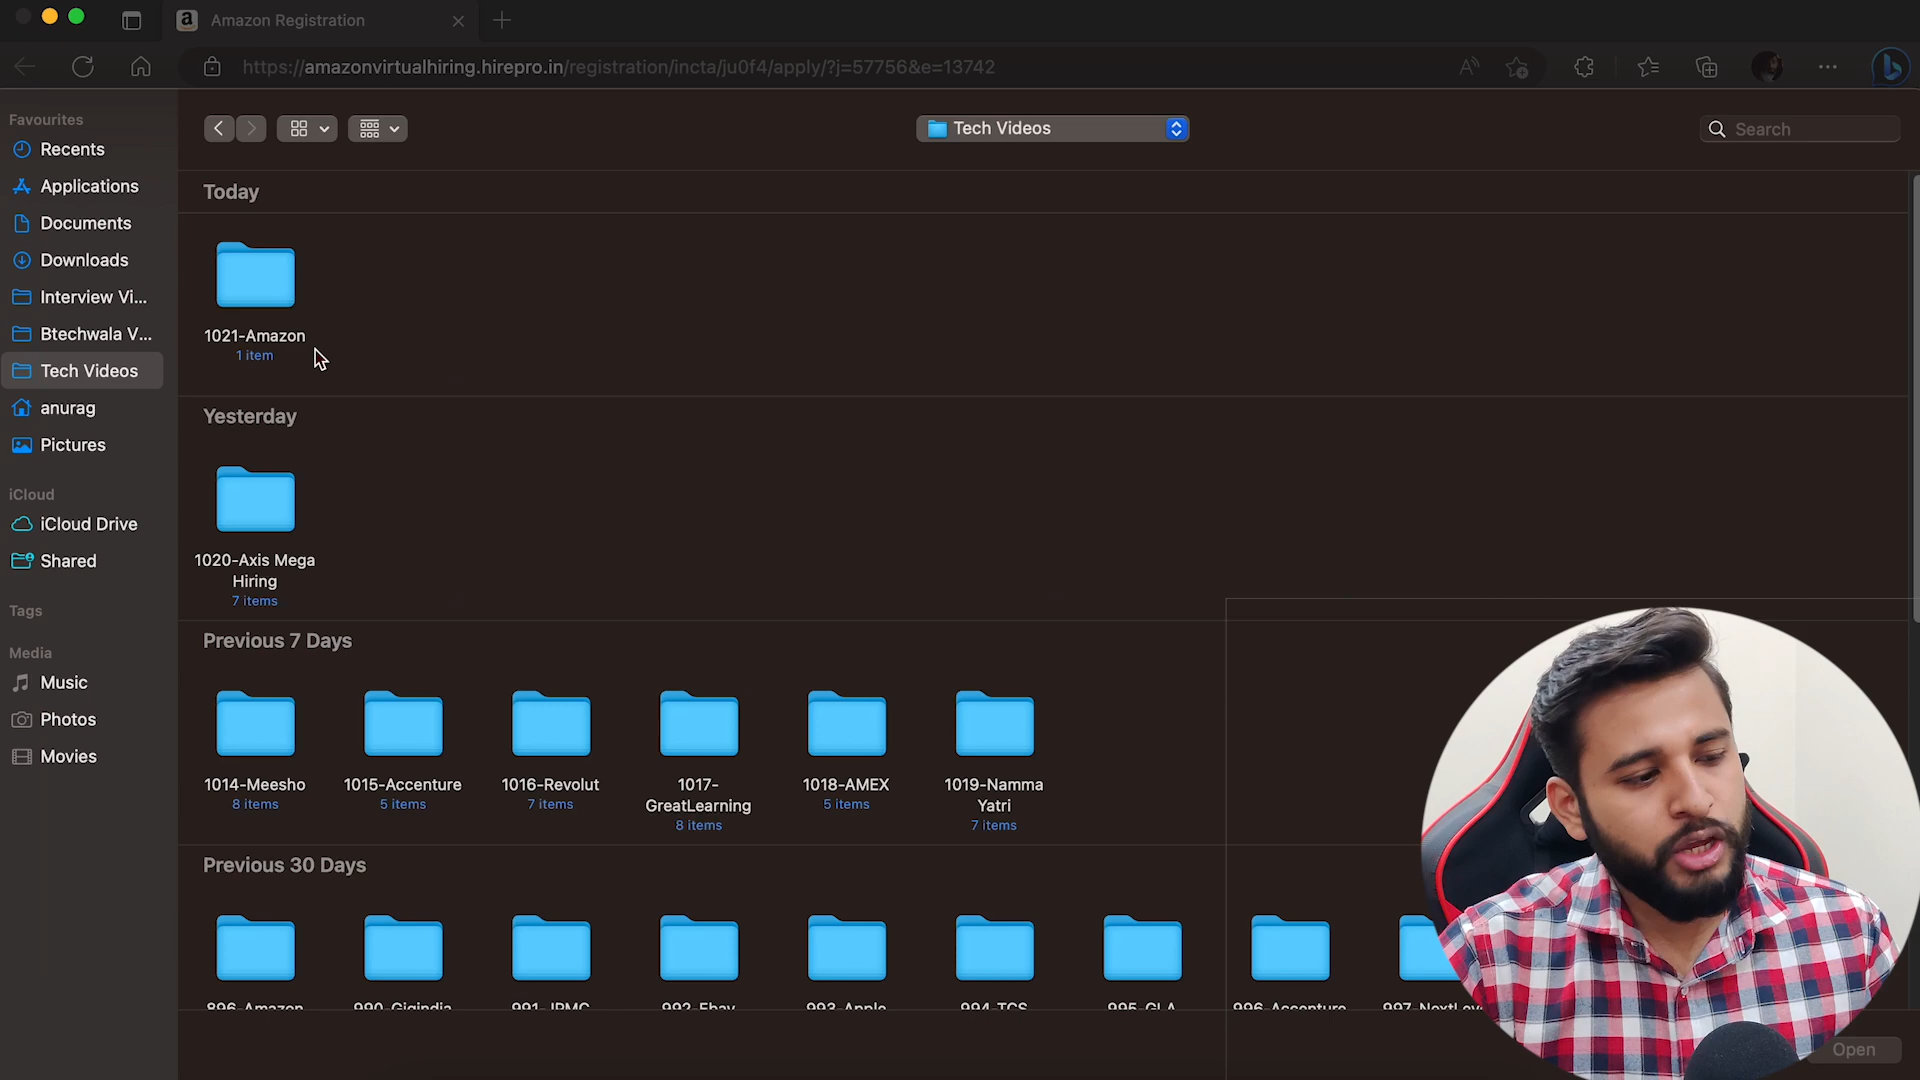 Amazon Registration
https://amazonvirtualhiring.hirepro.in/registration/incta/ju0f4/apply/?j=57756&e=13742
Favourites
Recents
Applications
Documents
Downloads
Interview Vi...
Btechwala V...
Tech Videos
anurag
Pictures
iCloud
iCloud Drive
Shared
Tags
Media
Music
Photos
Movies
Tech Videos
Search
Today
1021-Amazon
1 item
Yesterday
1020-Axis Mega
Hiring
7 items
Previous 7 Days
1014-Meesho
8 items
1015-Accenture
5 items
1016-Revolut
7 items
1017-
GreatLearning
8 items
1018-AMEX
5 items
1019-Namma
Yatri
7 items
Previous 30 Days
896-Amazon
990-Gigindia
991-JPMC
992-Ebay
993-Apple
994-TCS
995-GLA
996-Accenture
Open